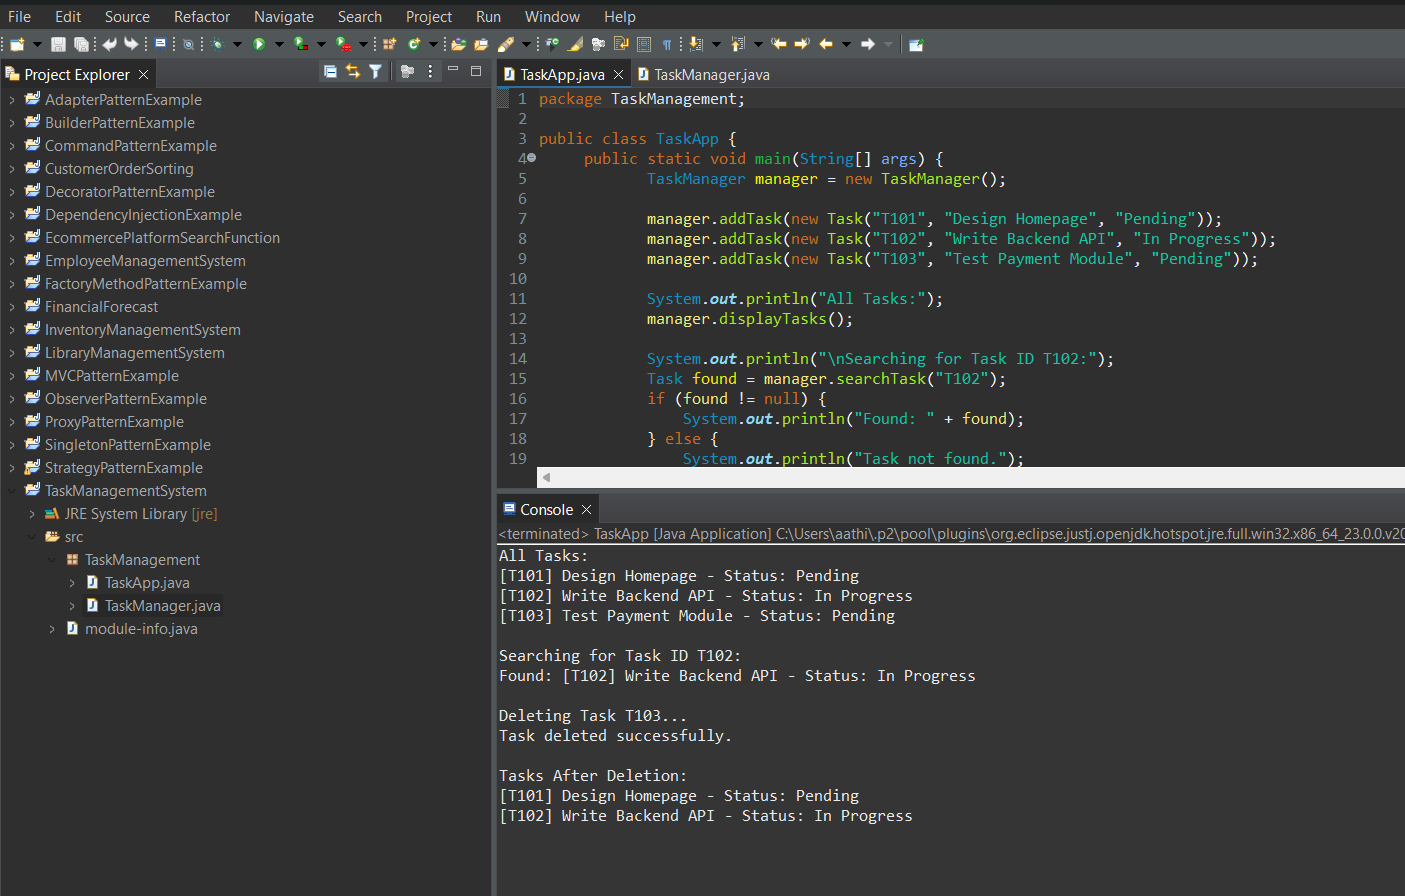 File Edit Source Refactor Navigate Search Project Run Window Help
Project Explorer
AdapterPatternExample
BuilderPatternExample
CommandPatternExample
CustomerOrderSorting
DecoratorPatternExample
DependencyInjectionExample
EcommercePlatformSearchFunction
EmployeeManagementSystem
FactoryMethodPatternExample
FinancialForecast
InventoryManagementSystem
LibraryManagementSystem
MVCPatternExample
ObserverPatternExample
ProxyPatternExample
SingletonPatternExample
StrategyPatternExample
TaskManagementSystem
JRE System Library [jre]
src
TaskManagement
TaskApp.java
TaskManager.java
module-info.java
TaskApp.java TaskManager.java
1 package TaskManagement;
2
3 public class TaskApp {
4 public static void main(String[] args) {
5 TaskManager manager = new TaskManager();
6
7 manager.addTask(new Task("T101", "Design Homepage", "Pending"));
8 manager.addTask(new Task("T102", "Write Backend API", "In Progress"));
9 manager.addTask(new Task("T103", "Test Payment Module", "Pending"));
10
11 System.out.println("All Tasks:");
12 manager.displayTasks();
13
14 System.out.println("\nSearching for Task ID T102:");
15 Task found = manager.searchTask("T102");
16 if (found != null) {
17 System.out.println("Found: " + found);
18 } else {
19 System.out.println("Task not found.");
Console
<terminated> TaskApp [Java Application] C:\Users\aathi\.p2\pool\plugins\org.eclipse.justj.openjdk.hotspot.jre.full.win32.x86_64_23.0.0.v20
All Tasks:
[T101] Design Homepage - Status: Pending
[T102] Write Backend API - Status: In Progress
[T103] Test Payment Module - Status: Pending
Searching for Task ID T102:
Found: [T102] Write Backend API - Status: In Progress
Deleting Task T103...
Task deleted successfully.
Tasks After Deletion:
[T101] Design Homepage - Status: Pending
[T102] Write Backend API - Status: In Progress